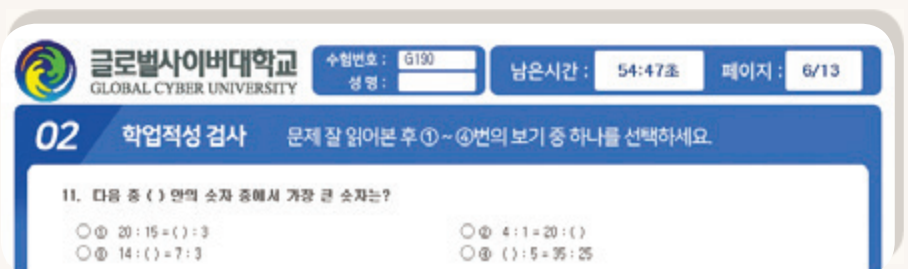 글로벌사이버대학교
GLOBAL CYBER UNIVERSITY
수험번호 : G190
성 명 :
남은시간 : 54:47초
페이지 : 6/13
02 학업적성 검사 문제 잘 읽어본 후 ①~④번의 보기 중 하나를 선택하세요.
11. 다음 중 ( ) 안의 숫자 중에서 가장 큰 숫자는?
① 20 : 15 = ( ) : 3
② 4 : 1 = 20 : ( )
③ 14 : ( ) = 7 : 3
④ ( ) : 5 = 35 : 25